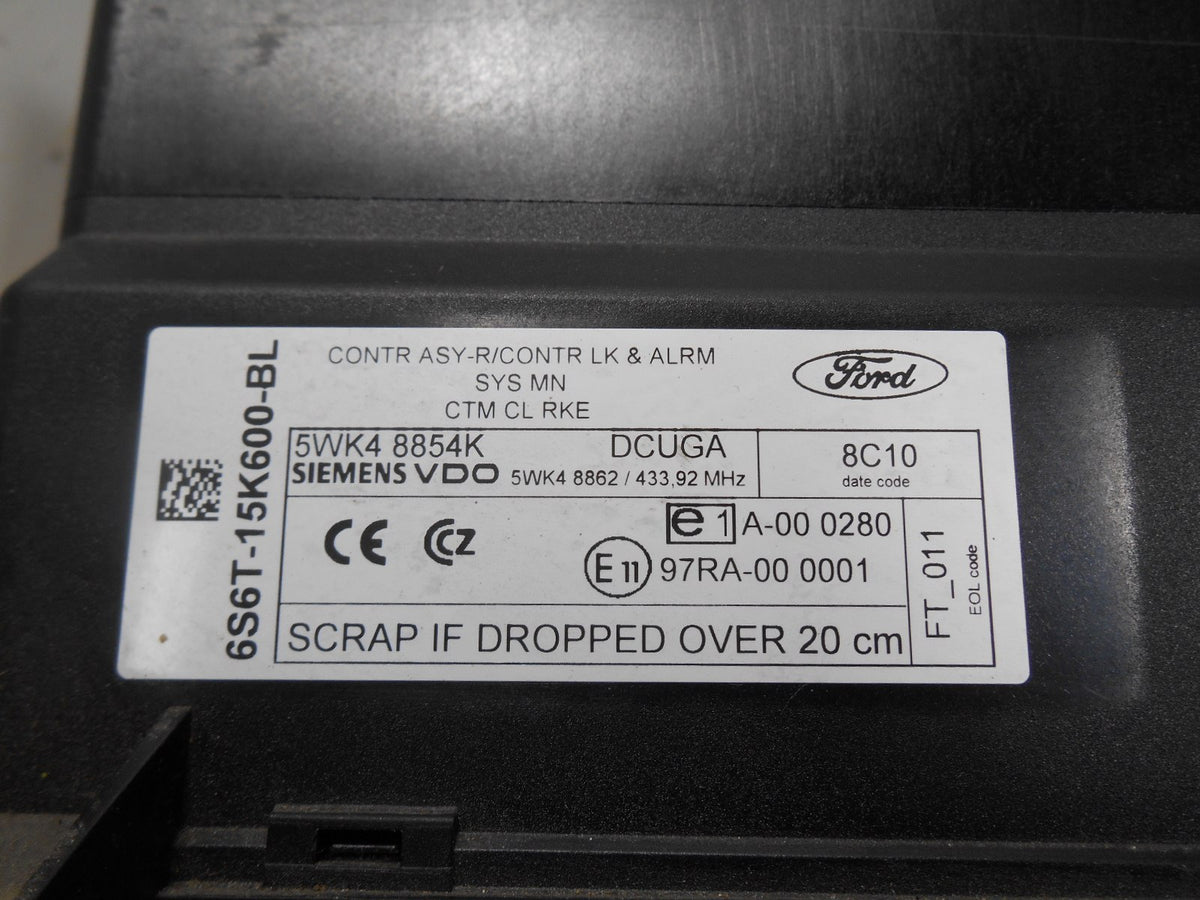 6S6T-15K600-BL
CONTR ASY-R/CONTR LK & ALRM
SYS MN
CTM CL RKE
Ford
5WK4 8854K DCUGA
SIEMENS VDO 5WK4 8862 / 433,92 MHz
8C10
date code
CE CCZ
e 1 A-00 0280
E 11 97RA-00 0001
SCRAP IF DROPPED OVER 20 cm
FT_011
EOL code